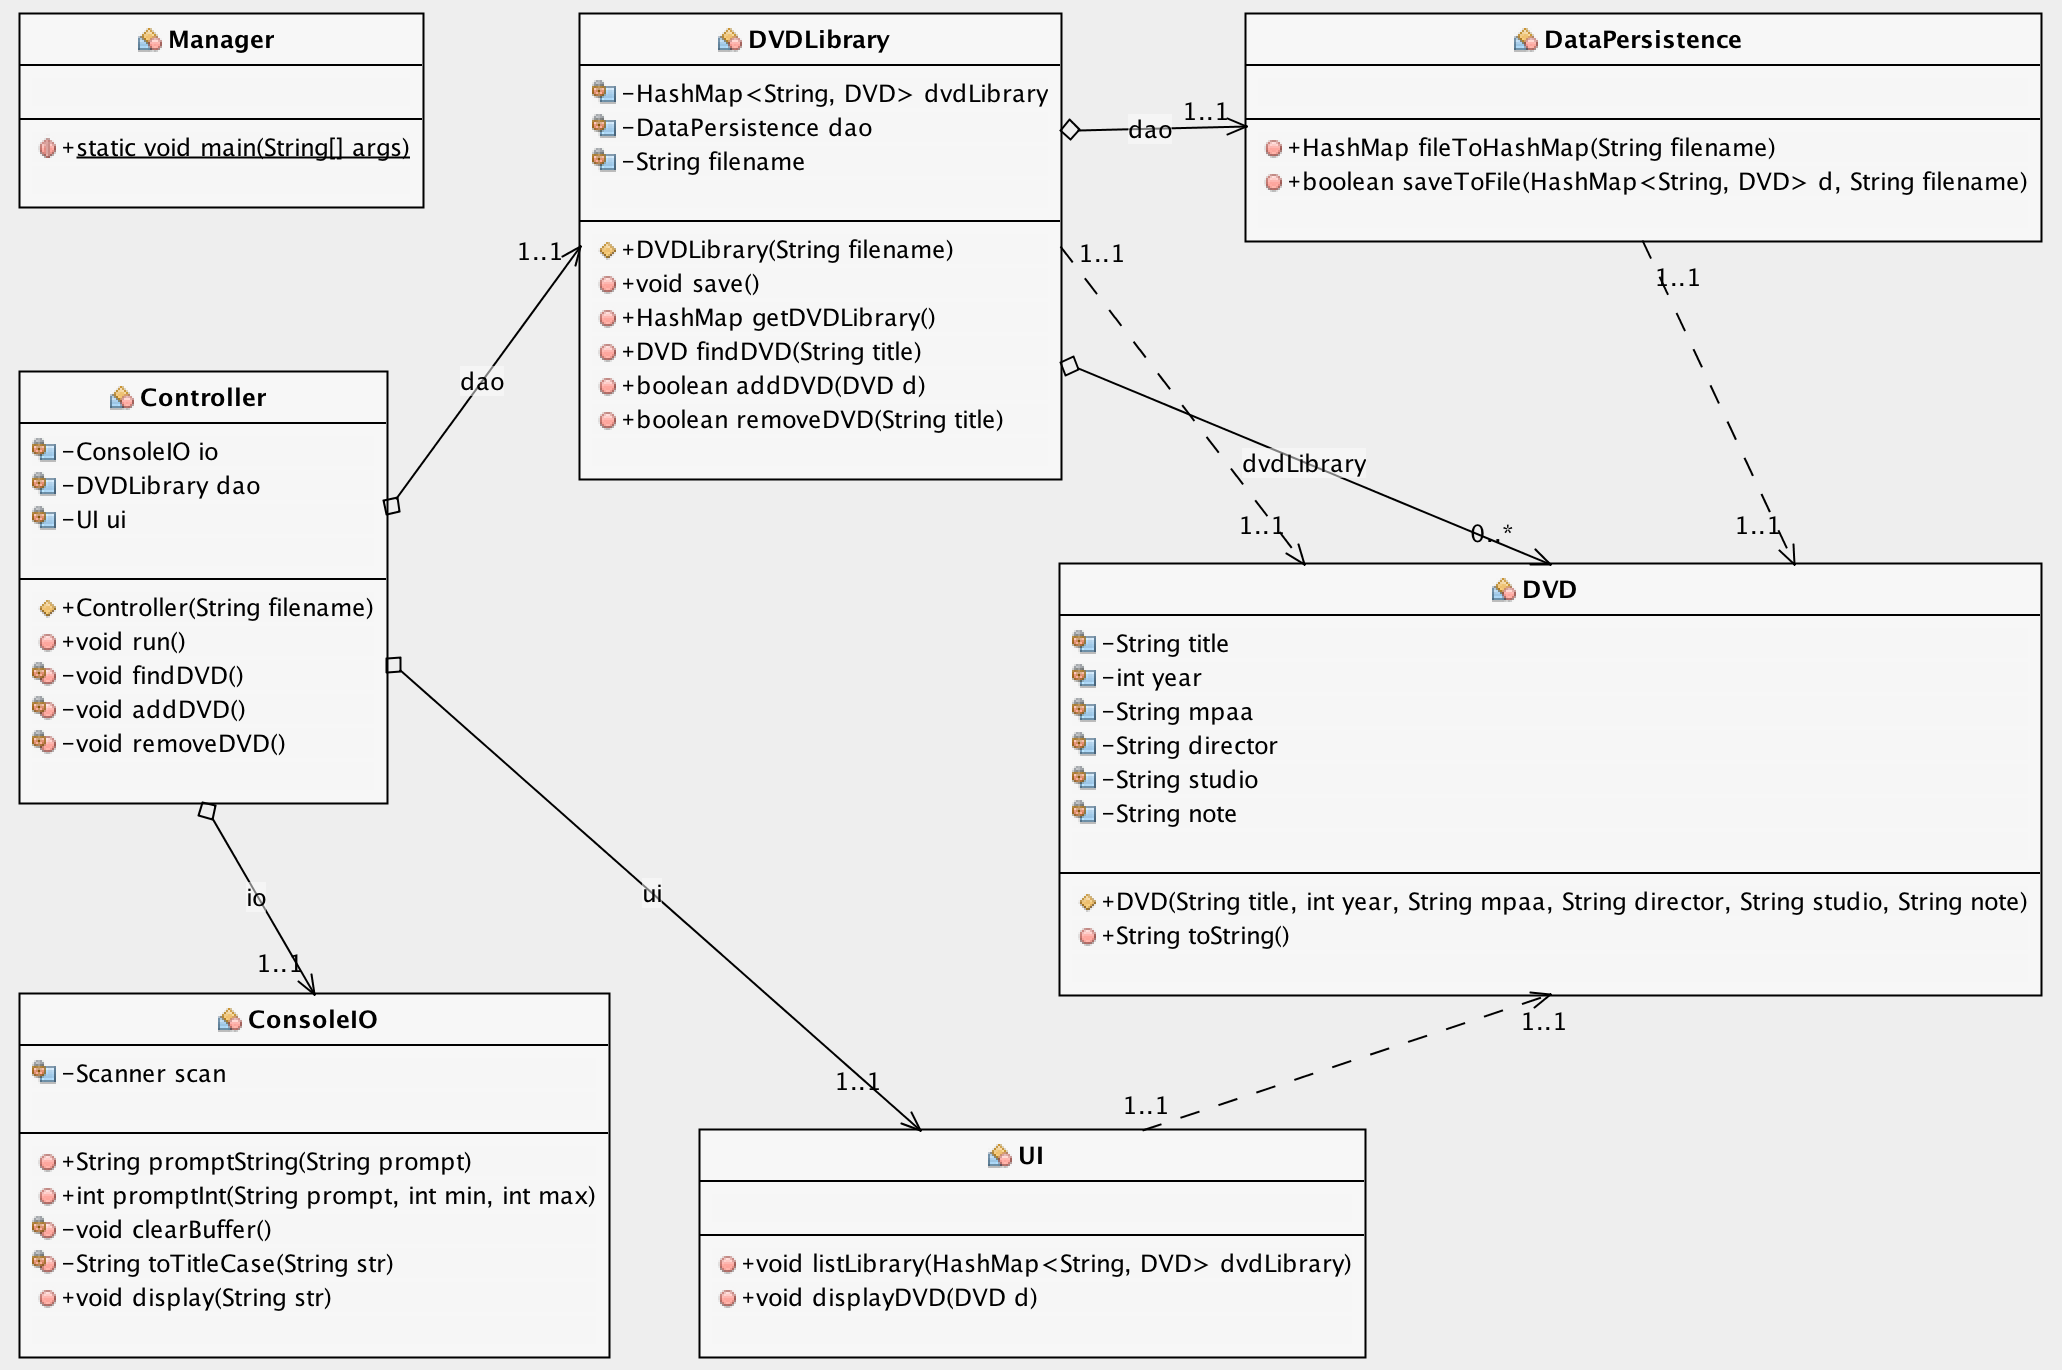 Manager
+static void main(String[] args)
DVDLibrary
-HashMap<String, DVD> dvdLibrary
-DataPersistence dao
-String filename
+DVDLibrary(String filename)
+void save()
+HashMap getDVDLibrary()
+DVD findDVD(String title)
+boolean addDVD(DVD d)
+boolean removeDVD(String title)
dao
1..1
DataPersistence
+HashMap fileToHashMap(String filename)
+boolean saveToFile(HashMap<String, DVD> d, String filename)
1..1
dao
1..1
1..1
Controller
-ConsoleIO io
-DVDLibrary dao
-UI ui
+Controller(String filename)
+void run()
-void findDVD()
-void addDVD()
-void removeDVD()
dvdLibrary
1..1
0..*
1..1
DVD
-String title
-int year
-String mpaa
-String director
-String studio
-String note
+DVD(String title, int year, String mpaa, String director, String studio, String note)
+String toString()
io
1..1
ui
1..1
1..1
1..1
ConsoleIO
-Scanner scan
+String promptString(String prompt)
+int promptInt(String prompt, int min, int max)
-void clearBuffer()
-String toTitleCase(String str)
+void display(String str)
UI
+void listLibrary(HashMap<String, DVD> dvdLibrary)
+void displayDVD(DVD d)